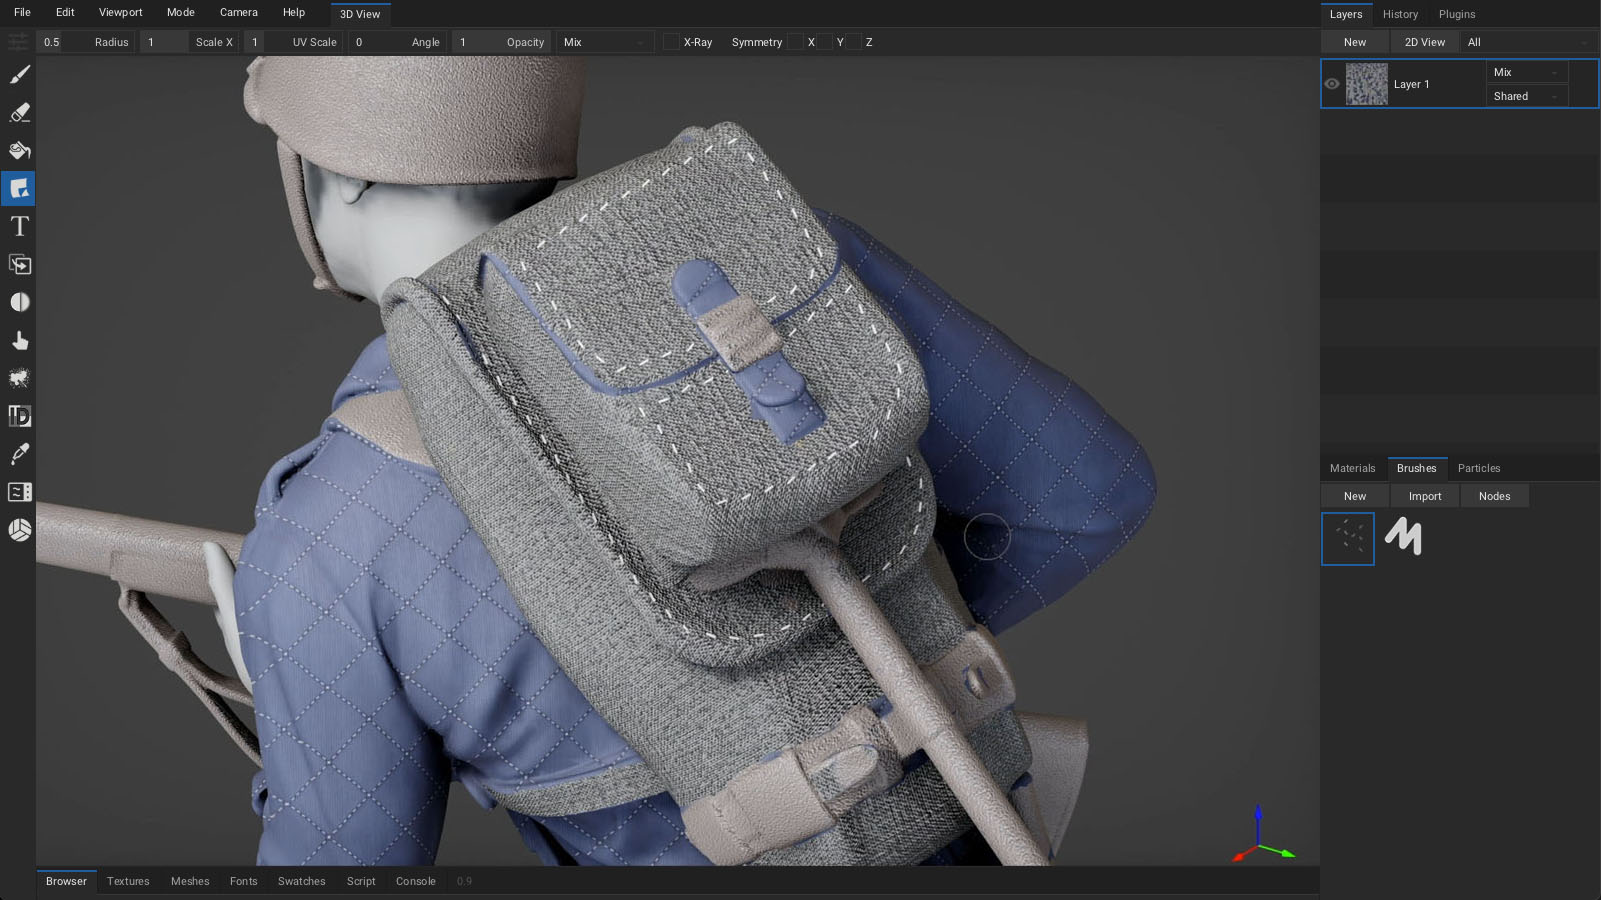 File Edit Viewport Mode Camera Help 3D View
0.5 Radius 1 Scale X 1 UV Scale 0 Angle 1 Opacity Mix X-Ray Symmetry X Y Z
Layers History Plugins
New 2D View All
Layer 1
Mix
Shared
T
ID
Materials Brushes Particles
New Import Nodes
Browser Textures Meshes Fonts Swatches Script Console 0.9